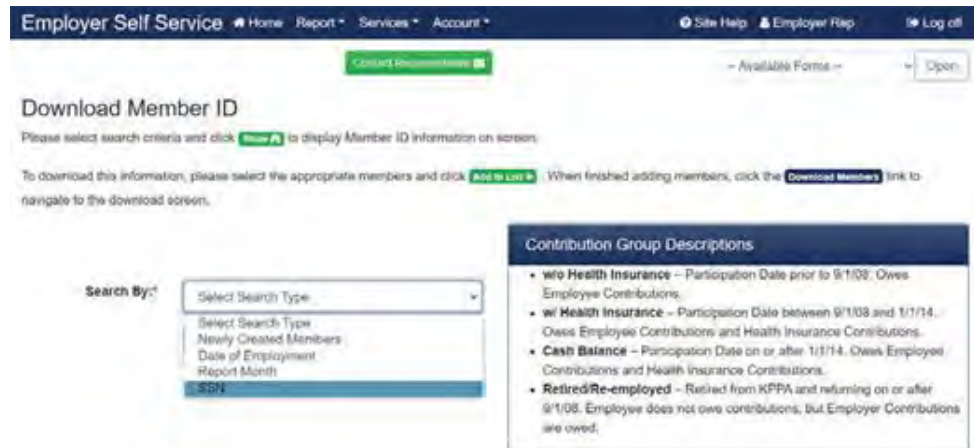 Employer Self Service Home Report Services Account Site Help Employer Rep Log off
-- Available Forms -- Open
Download Member ID
Please select search criteria and click Show to display Member ID information on screen.
To download this information, please select the appropriate members and click Add to List . When finished adding members, click the Download Members link to
navigate to the download screen.
Contribution Group Descriptions
Search By:*
Select Search Type
Select Search Type
Newly Created Members
Date of Employment
Report Month
SSN
• w/o Health Insurance – Participation Date prior to 9/1/08. Owes
Employee Contributions.
• w/ Health Insurance – Participation Date between 9/1/08 and 1/1/14.
Owes Employee Contributions and Health Insurance Contributions.
• Cash Balance – Participation Date on or after 1/1/14. Owes Employee
Contributions and Health Insurance Contributions.
• Retired/Re-employed – Retired from KPPA and returning on or after
9/1/08. Employee does not owe contributions, but Employer Contributions
are owed.